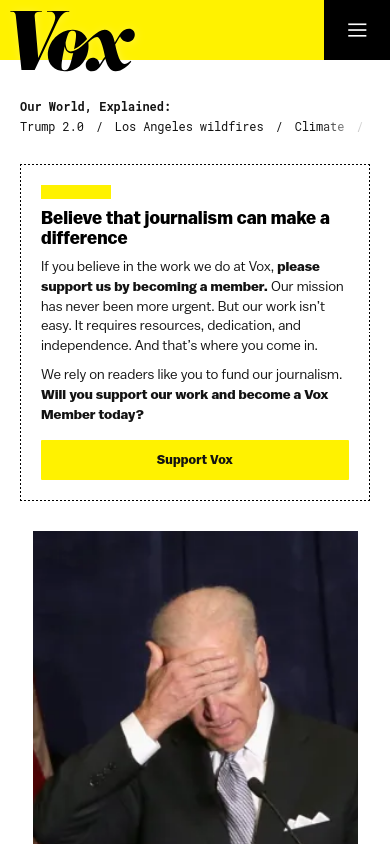 Vox
Our World, Explained:
Trump 2.0 / Los Angeles wildfires / Climate /
Believe that journalism can make a
difference
If you believe in the work we do at Vox, please
support us by becoming a member. Our mission
has never been more urgent. But our work isn't
easy. It requires resources, dedication, and
independence. And that's where you come in.
We rely on readers like you to fund our journalism.
Will you support our work and become a Vox
Member today?
Support Vox